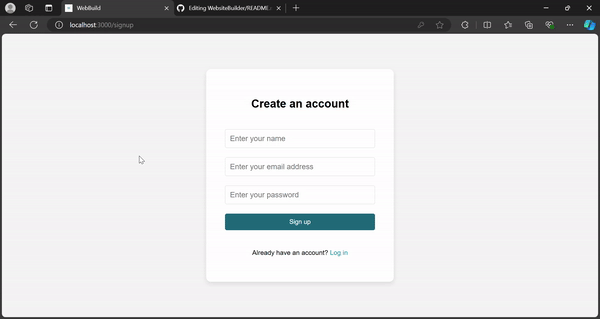 WebBuild
Editing WebsiteBuilder/README.
localhost:3000/signup
Create an account
Enter your name
Enter your email address
Enter your password
Sign up
Already have an account? Log in